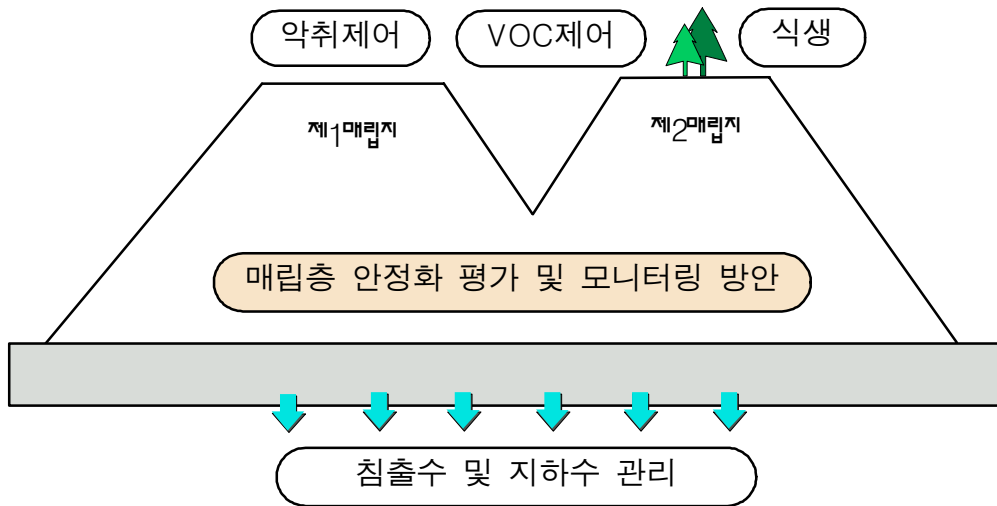 악취제어
VOC제어
식생
제1매립지
제2매립지
매립층 안정화 평가 및 모니터링 방안
침출수 및 지하수 관리